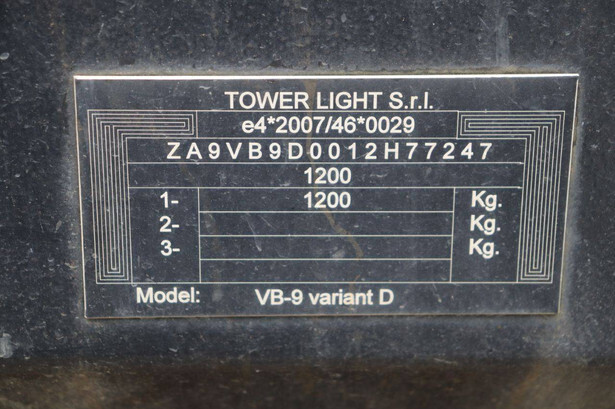 TOWER LIGHT S.r.l.
e4*2007/46*0029
ZA9VB9D0012H77247
1200
1- 1200 Kg.
2- Kg.
3- Kg.
Model: VB-9 variant D